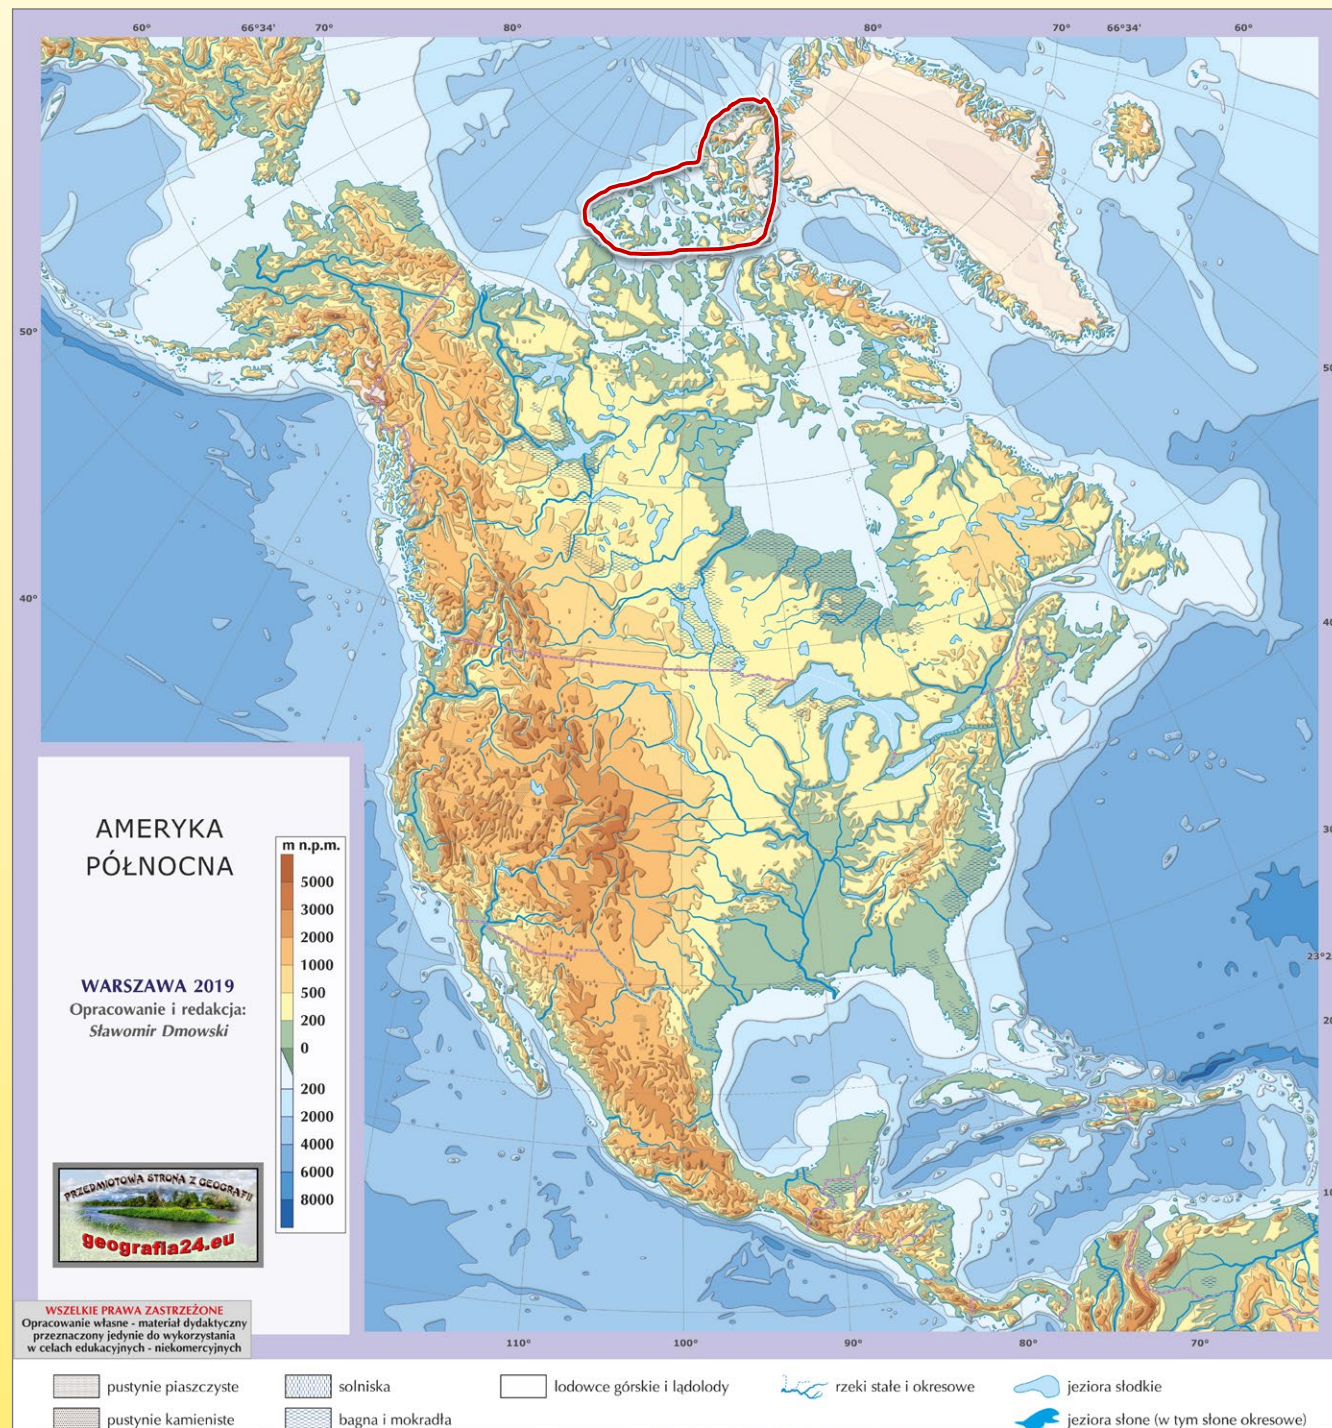 60° 66°34' 70° 80° 80° 70° 66°34' 60°
50°
40°
AMERYKA
PÓŁNOCNA
WARSZAWA 2019
Opracowanie i redakcja:
Sławomir Dmowski
m n.p.m.
5000
3000
2000
1000
500
200
0
200
2000
4000
6000
8000
PRZEDMIOTOWA STRONA Z GEOGRAFII
geografia24.eu
WSZELKIE PRAWA ZASTRZEŻONE
Opracowanie własne - materiał dydaktyczny
przeznaczony jedynie do wykorzystania
w celach edukacyjnych - niekomercyjnych
110° 100° 90° 80° 70°
pustynie piaszczyste
solniska
lodowce górskie i lądolody
rzeki stałe i okresowe
jeziora słodkie
pustynie kamieniste
bagna i mokradła
jeziora słone (w tym słone okresowe)